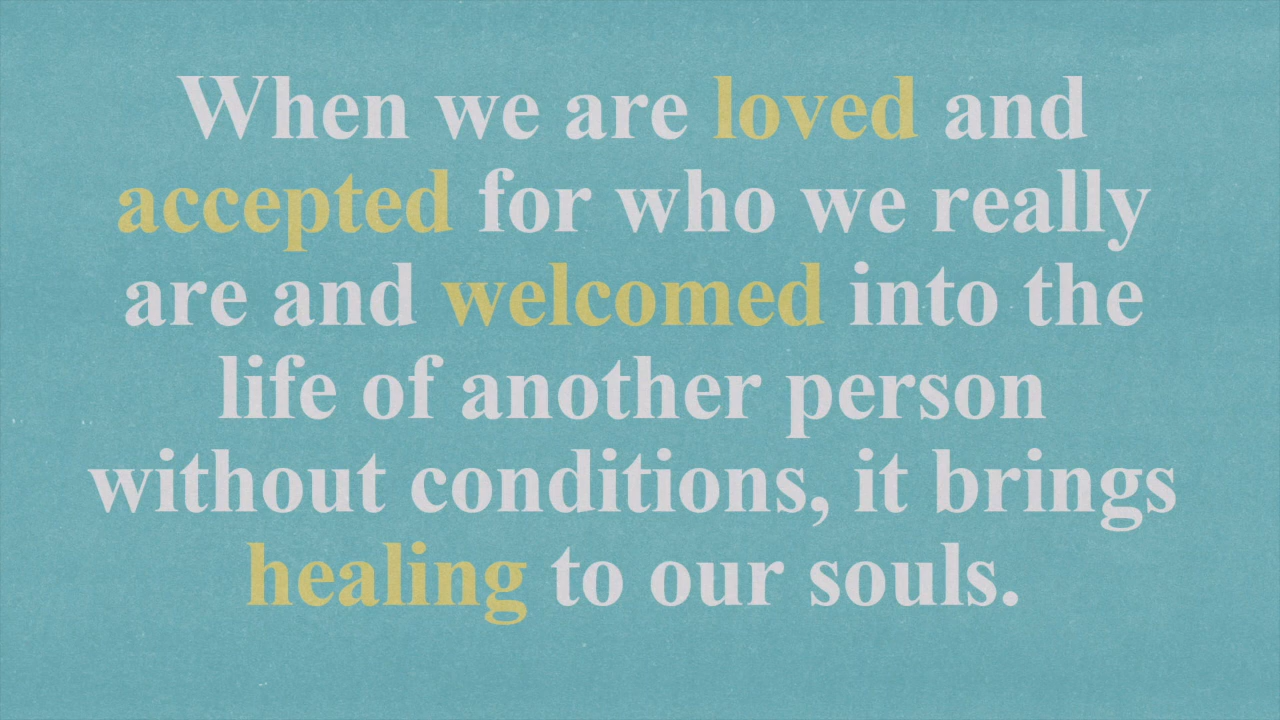 When we are loved and
accepted for who we really
are and welcomed into the
life of another person
without conditions, it brings
healing to our souls.